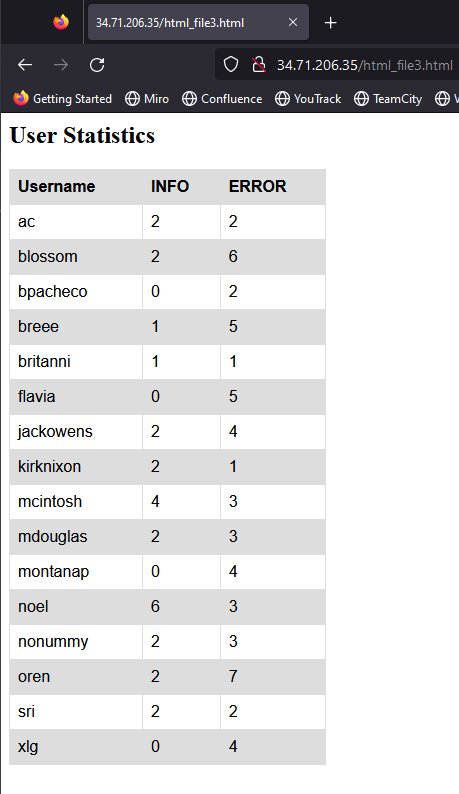 34.71.206.35/html_file3.html
34.71.206.35/html_file3.html
Getting Started Miro Confluence YouTrack TeamCity
User Statistics
Username INFO ERROR
ac 2 2
blossom 2 6
bpacheco 0 2
breee 1 5
britanni 1 1
flavia 0 5
jackowens 2 4
kirknixon 2 1
mcintosh 4 3
mdouglas 2 3
montanap 0 4
noel 6 3
nonummy 2 3
oren 2 7
sri 2 2
xlg 0 4